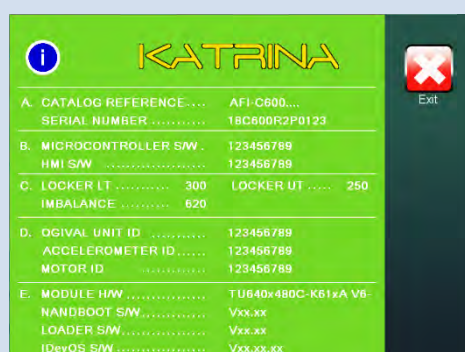 i
KATRINA
Exit
A. CATALOG REFERENCE.... AFI-C600....
SERIAL NUMBER ........... 18C600R2P0123
B. MICROCONTROLLER S/W . 123456789
HMI S/W .................. 123456789
C. LOCKER LT ........... 300 LOCKER UT ..... 250
IMBALANCE .......... 620
D. OGIVAL UNIT ID ........... 123456789
ACCELEROMETER ID...... 123456789
MOTOR ID ............. 123456789
E. MODULE H/W................ TU640x480C-K61xA V6-
NANDBOOT S/W............. Vxx.xx
LOADER S/W................ Vxx.xx
IDevOS S/W ................ Vxx.xx.xx